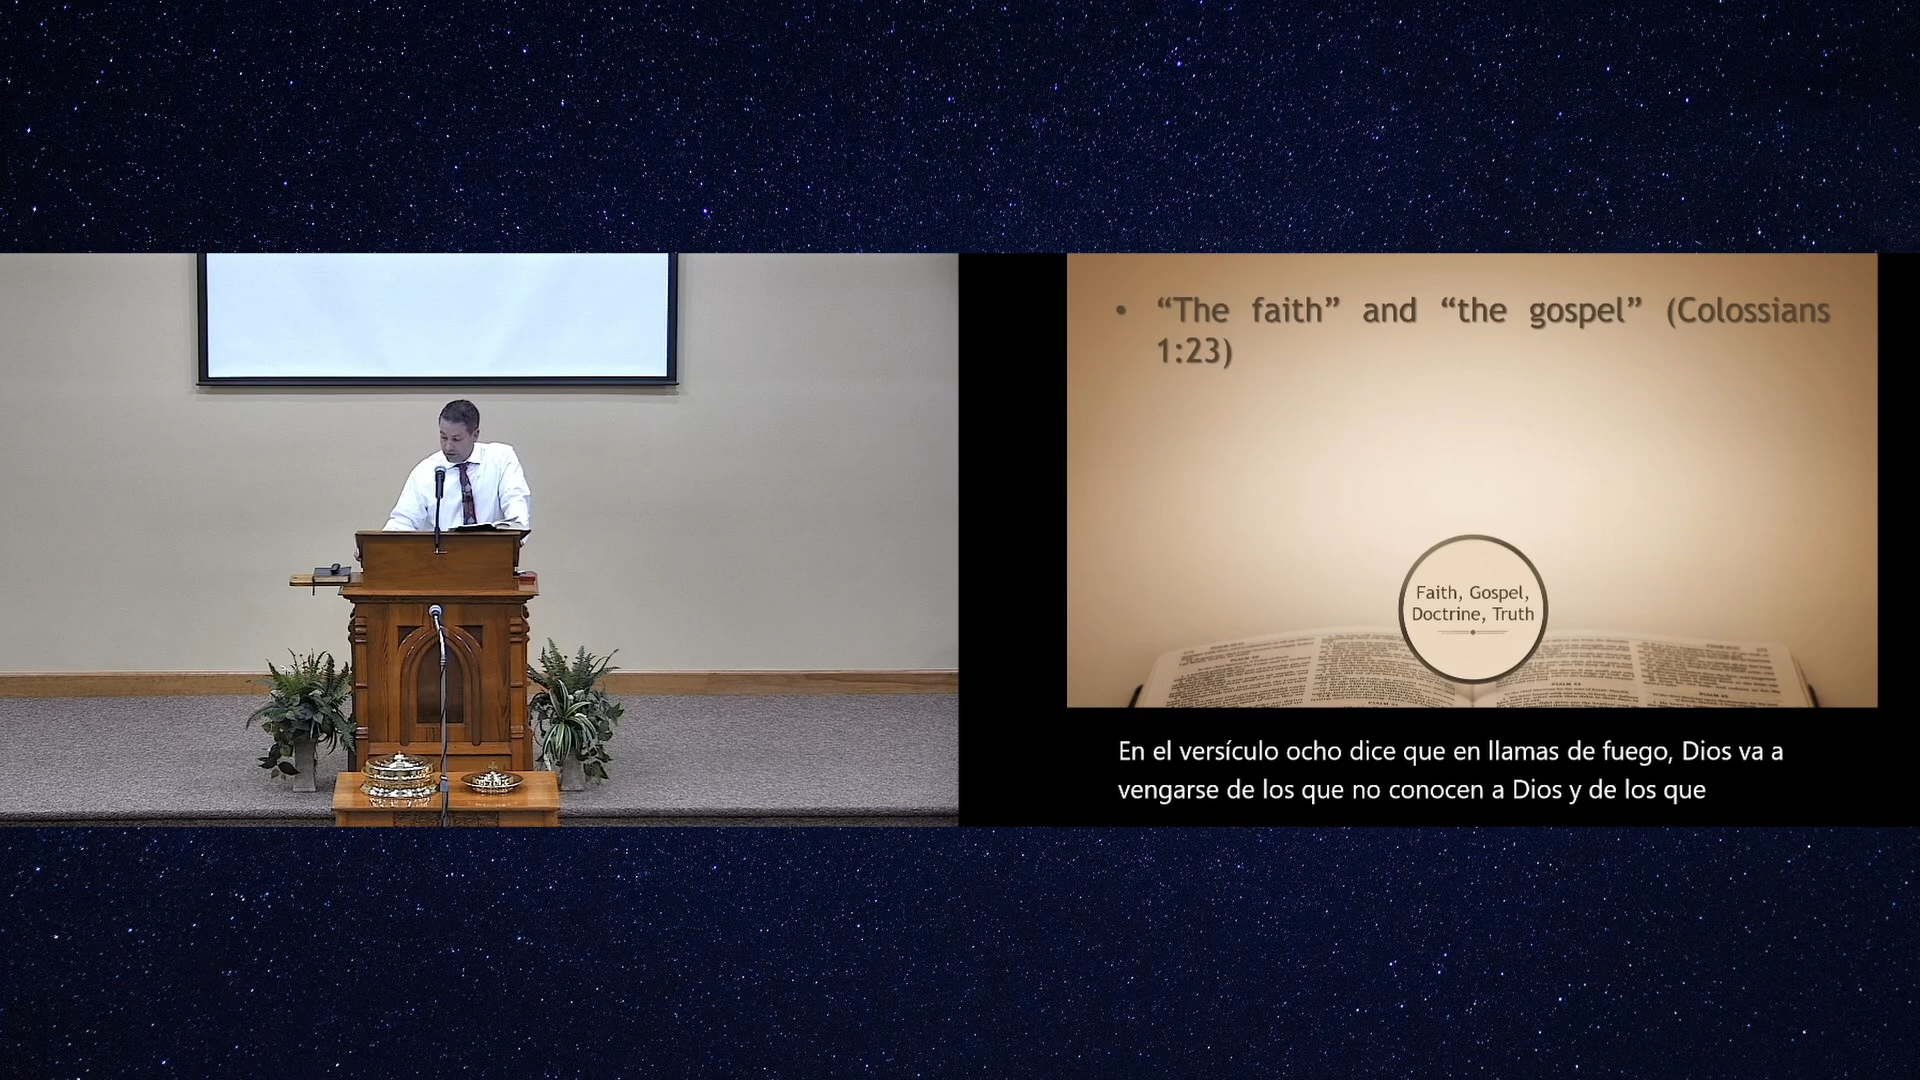 • “The faith” and “the gospel” (Colossians
1:23)
Faith, Gospel,
Doctrine, Truth
En el versículo ocho dice que en llamas de fuego, Dios va a
vengarse de los que no conocen a Dios y de los que